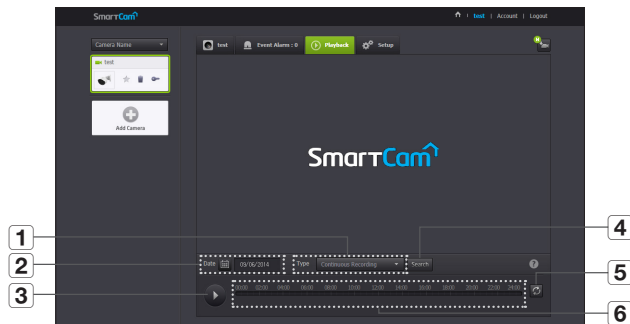 SmartCam
test | Account | Logout
Camera Name
test
Event Alarm : 0
Playback
Setup
test
Add Camera
SmartCam
1
2
3
4
5
6
Date
09/06/2014
Type
Continuous Recording
Search
?
00:00 02:00 04:00 06:00 08:00 10:00 12:00 14:00 16:00 18:00 20:00 22:00 24:00